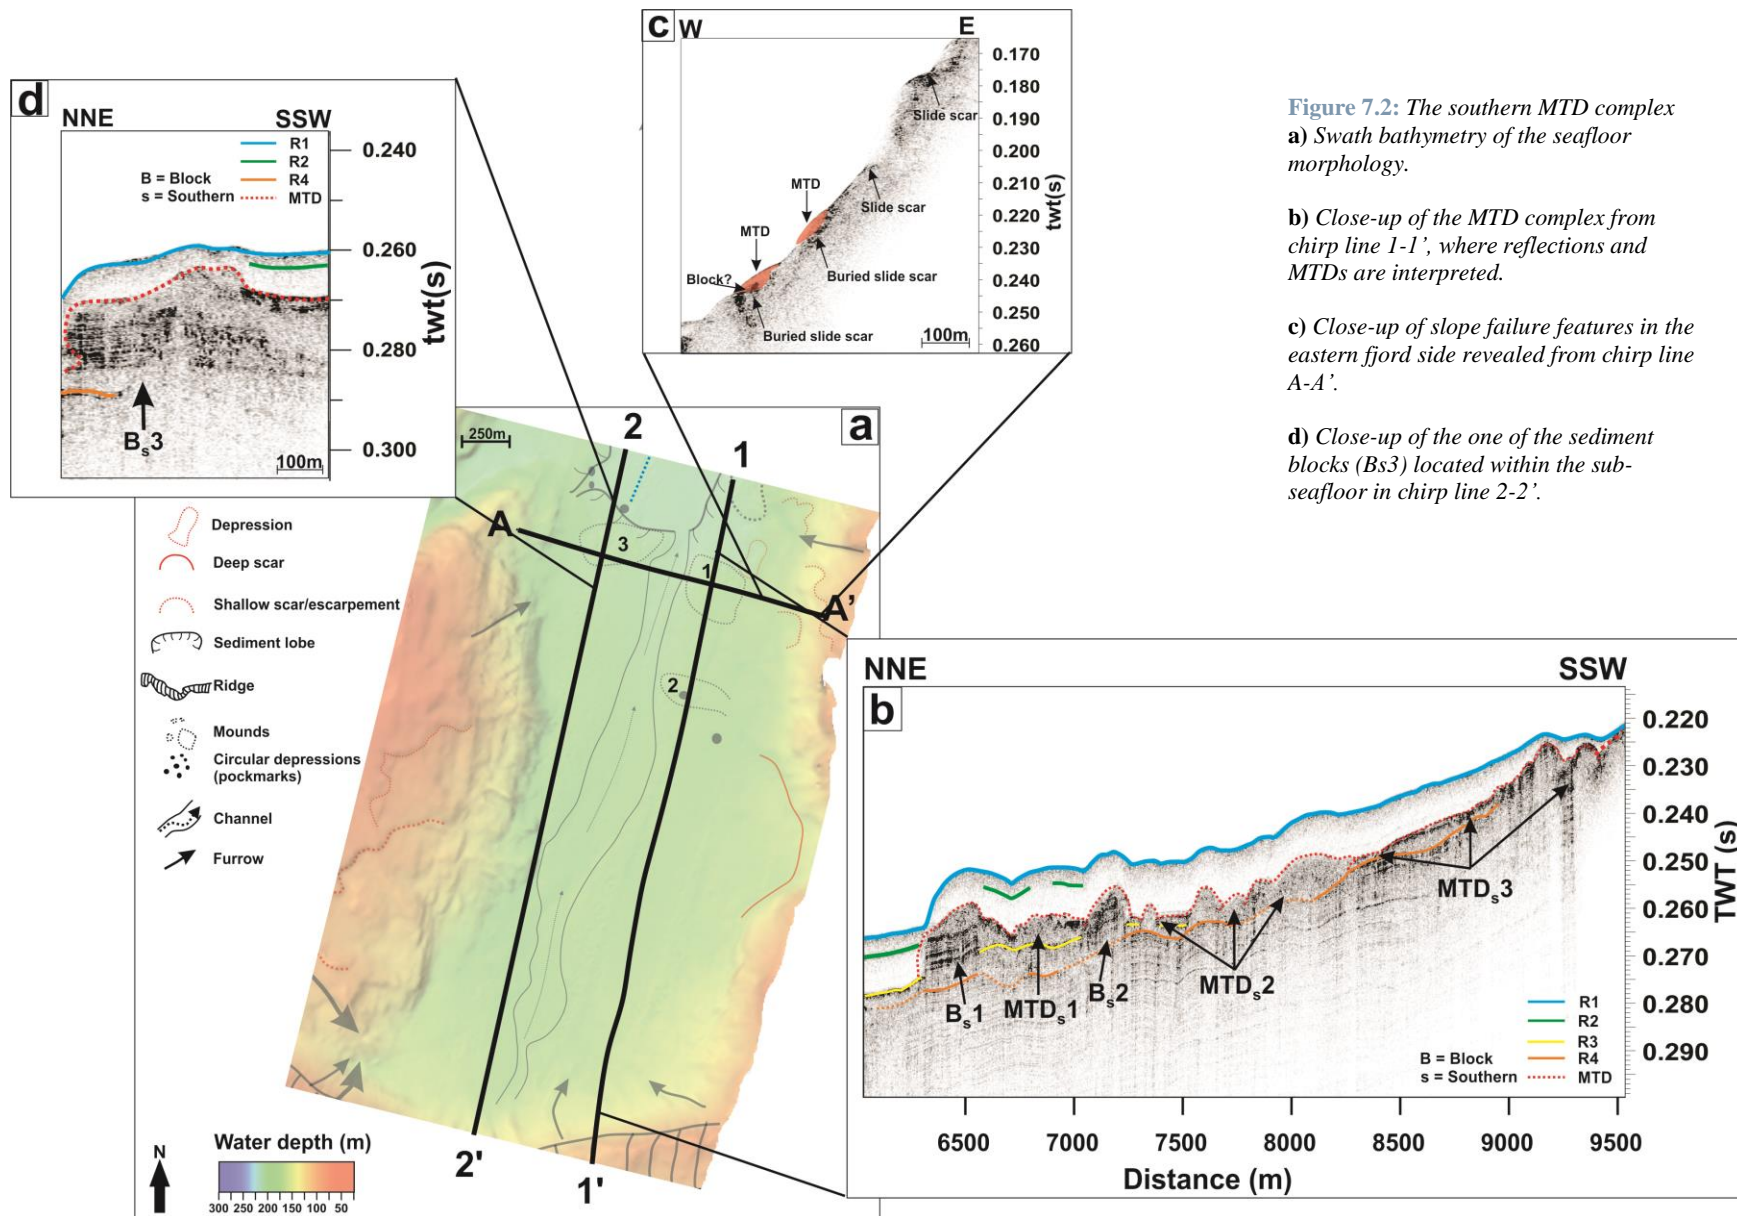 d
NNE SSW
R1
R2
B = Block R4
s = Southern MTD
0.240
0.260
0.280
0.300
twt(s)
Bs3
100m
c W E
0.170
0.180
0.190
0.200
0.210
0.220
0.230
0.240
0.250
0.260
twt(s)
Slide scar
MTD
Slide scar
MTD
Buried slide scar
Block?
Buried slide scar
100m
Figure 7.2: The southern MTD complex
a) Swath bathymetry of the seafloor
morphology.
b) Close-up of the MTD complex from
chirp line 1-1’, where reflections and
MTDs are interpreted.
c) Close-up of slope failure features in the
eastern fjord side revealed from chirp line
A-A’.
d) Close-up of the one of the sediment
blocks (Bs3) located within the sub-
seafloor in chirp line 2-2’.
a
250m
2
1
A
3
1
A'
2
2'
1'
Depression
Deep scar
Shallow scar/escarpement
Sediment lobe
Ridge
Mounds
Circular depressions
(pockmarks)
Channel
Furrow
N
Water depth (m)
300 250 200 150 100 50
NNE SSW
b
0.220
0.230
0.240
0.250
0.260
0.270
0.280
0.290
TWT (s)
Bs1
MTDs1
Bs2
MTDs2
MTDs3
R1
R2
R3
B = Block R4
s = Southern MTD
6500 7000 7500 8000 8500 9000 9500
Distance (m)